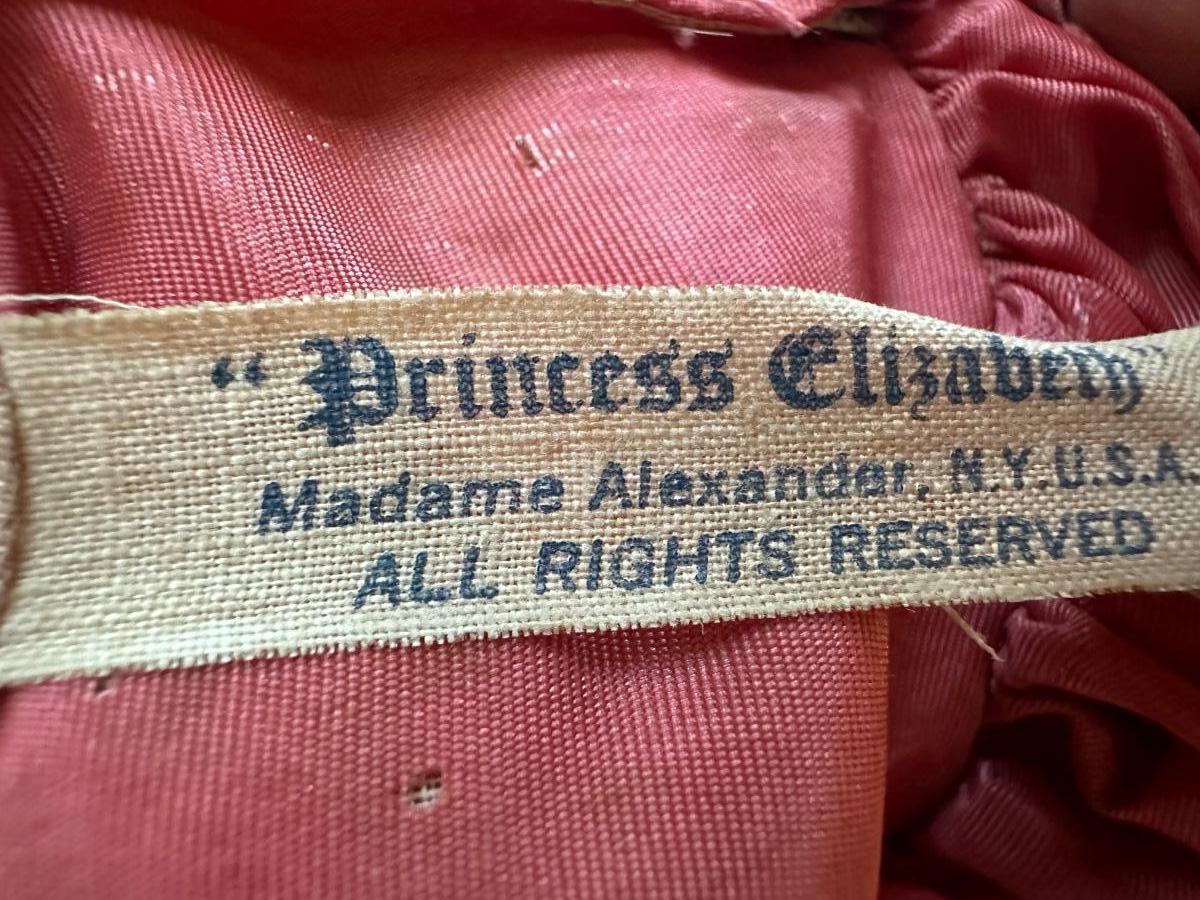 “Princess Elizabeth”
Madame Alexander, N.Y.U.S.A.
ALL RIGHTS RESERVED